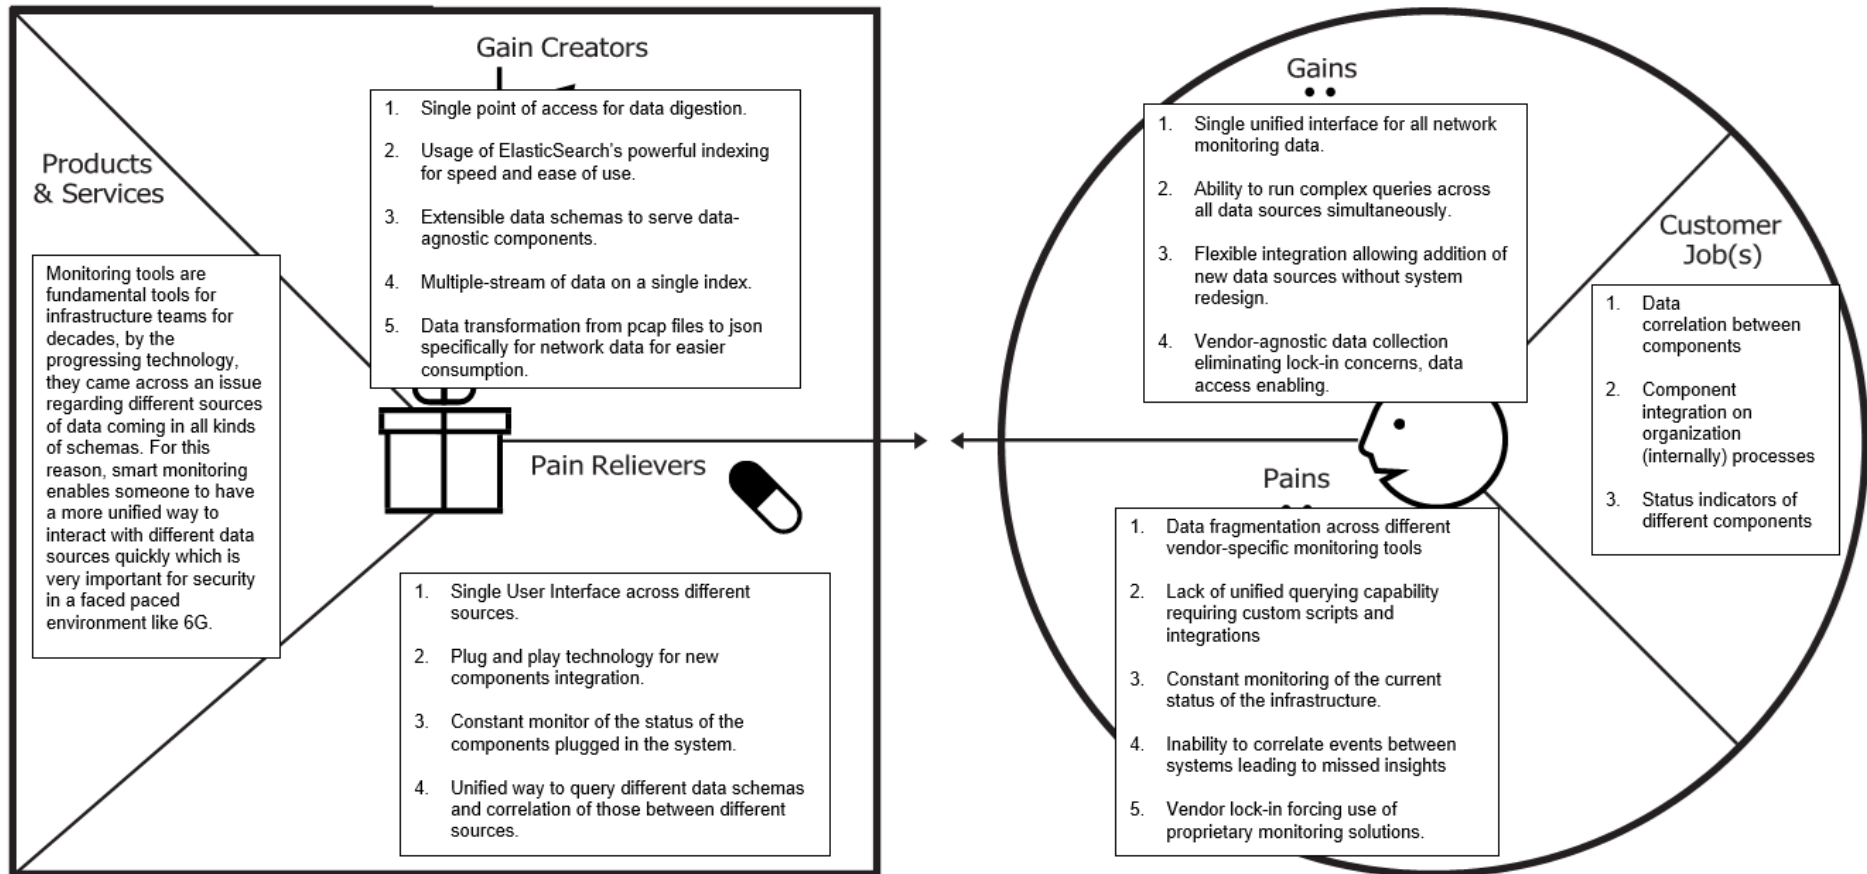 Gain Creators
1. Single point of access for data digestion.
2. Usage of ElasticSearch's powerful indexing
for speed and ease of use.
3. Extensible data schemas to serve data-
agnostic components.
4. Multiple-stream of data on a single index.
5. Data transformation from pcap files to json
specifically for network data for easier
consumption.
Products
& Services
Monitoring tools are
fundamental tools for
infrastructure teams for
decades, by the
progressing technology,
they came across an issue
regarding different sources
of data coming in all kinds
of schemas. For this
reason, smart monitoring
enables someone to have
a more unified way to
interact with different data
sources quickly which is
very important for security
in a faced paced
environment like 6G.
Pain Relievers
1. Single User Interface across different
sources.
2. Plug and play technology for new
components integration.
3. Constant monitor of the status of the
components plugged in the system.
4. Unified way to query different data schemas
and correlation of those between different
sources.
Gains
1. Single unified interface for all network
monitoring data.
2. Ability to run complex queries across
all data sources simultaneously.
3. Flexible integration allowing addition of
new data sources without system
redesign.
4. Vendor-agnostic data collection
eliminating lock-in concerns, data
access enabling.
Customer
Job(s)
1. Data
correlation between
components
2. Component
integration on
organization
(internally) processes
3. Status indicators of
different components
Pains
1. Data fragmentation across different
vendor-specific monitoring tools
2. Lack of unified querying capability
requiring custom scripts and
integrations
3. Constant monitoring of the current
status of the infrastructure.
4. Inability to correlate events between
systems leading to missed insights
5. Vendor lock-in forcing use of
proprietary monitoring solutions.